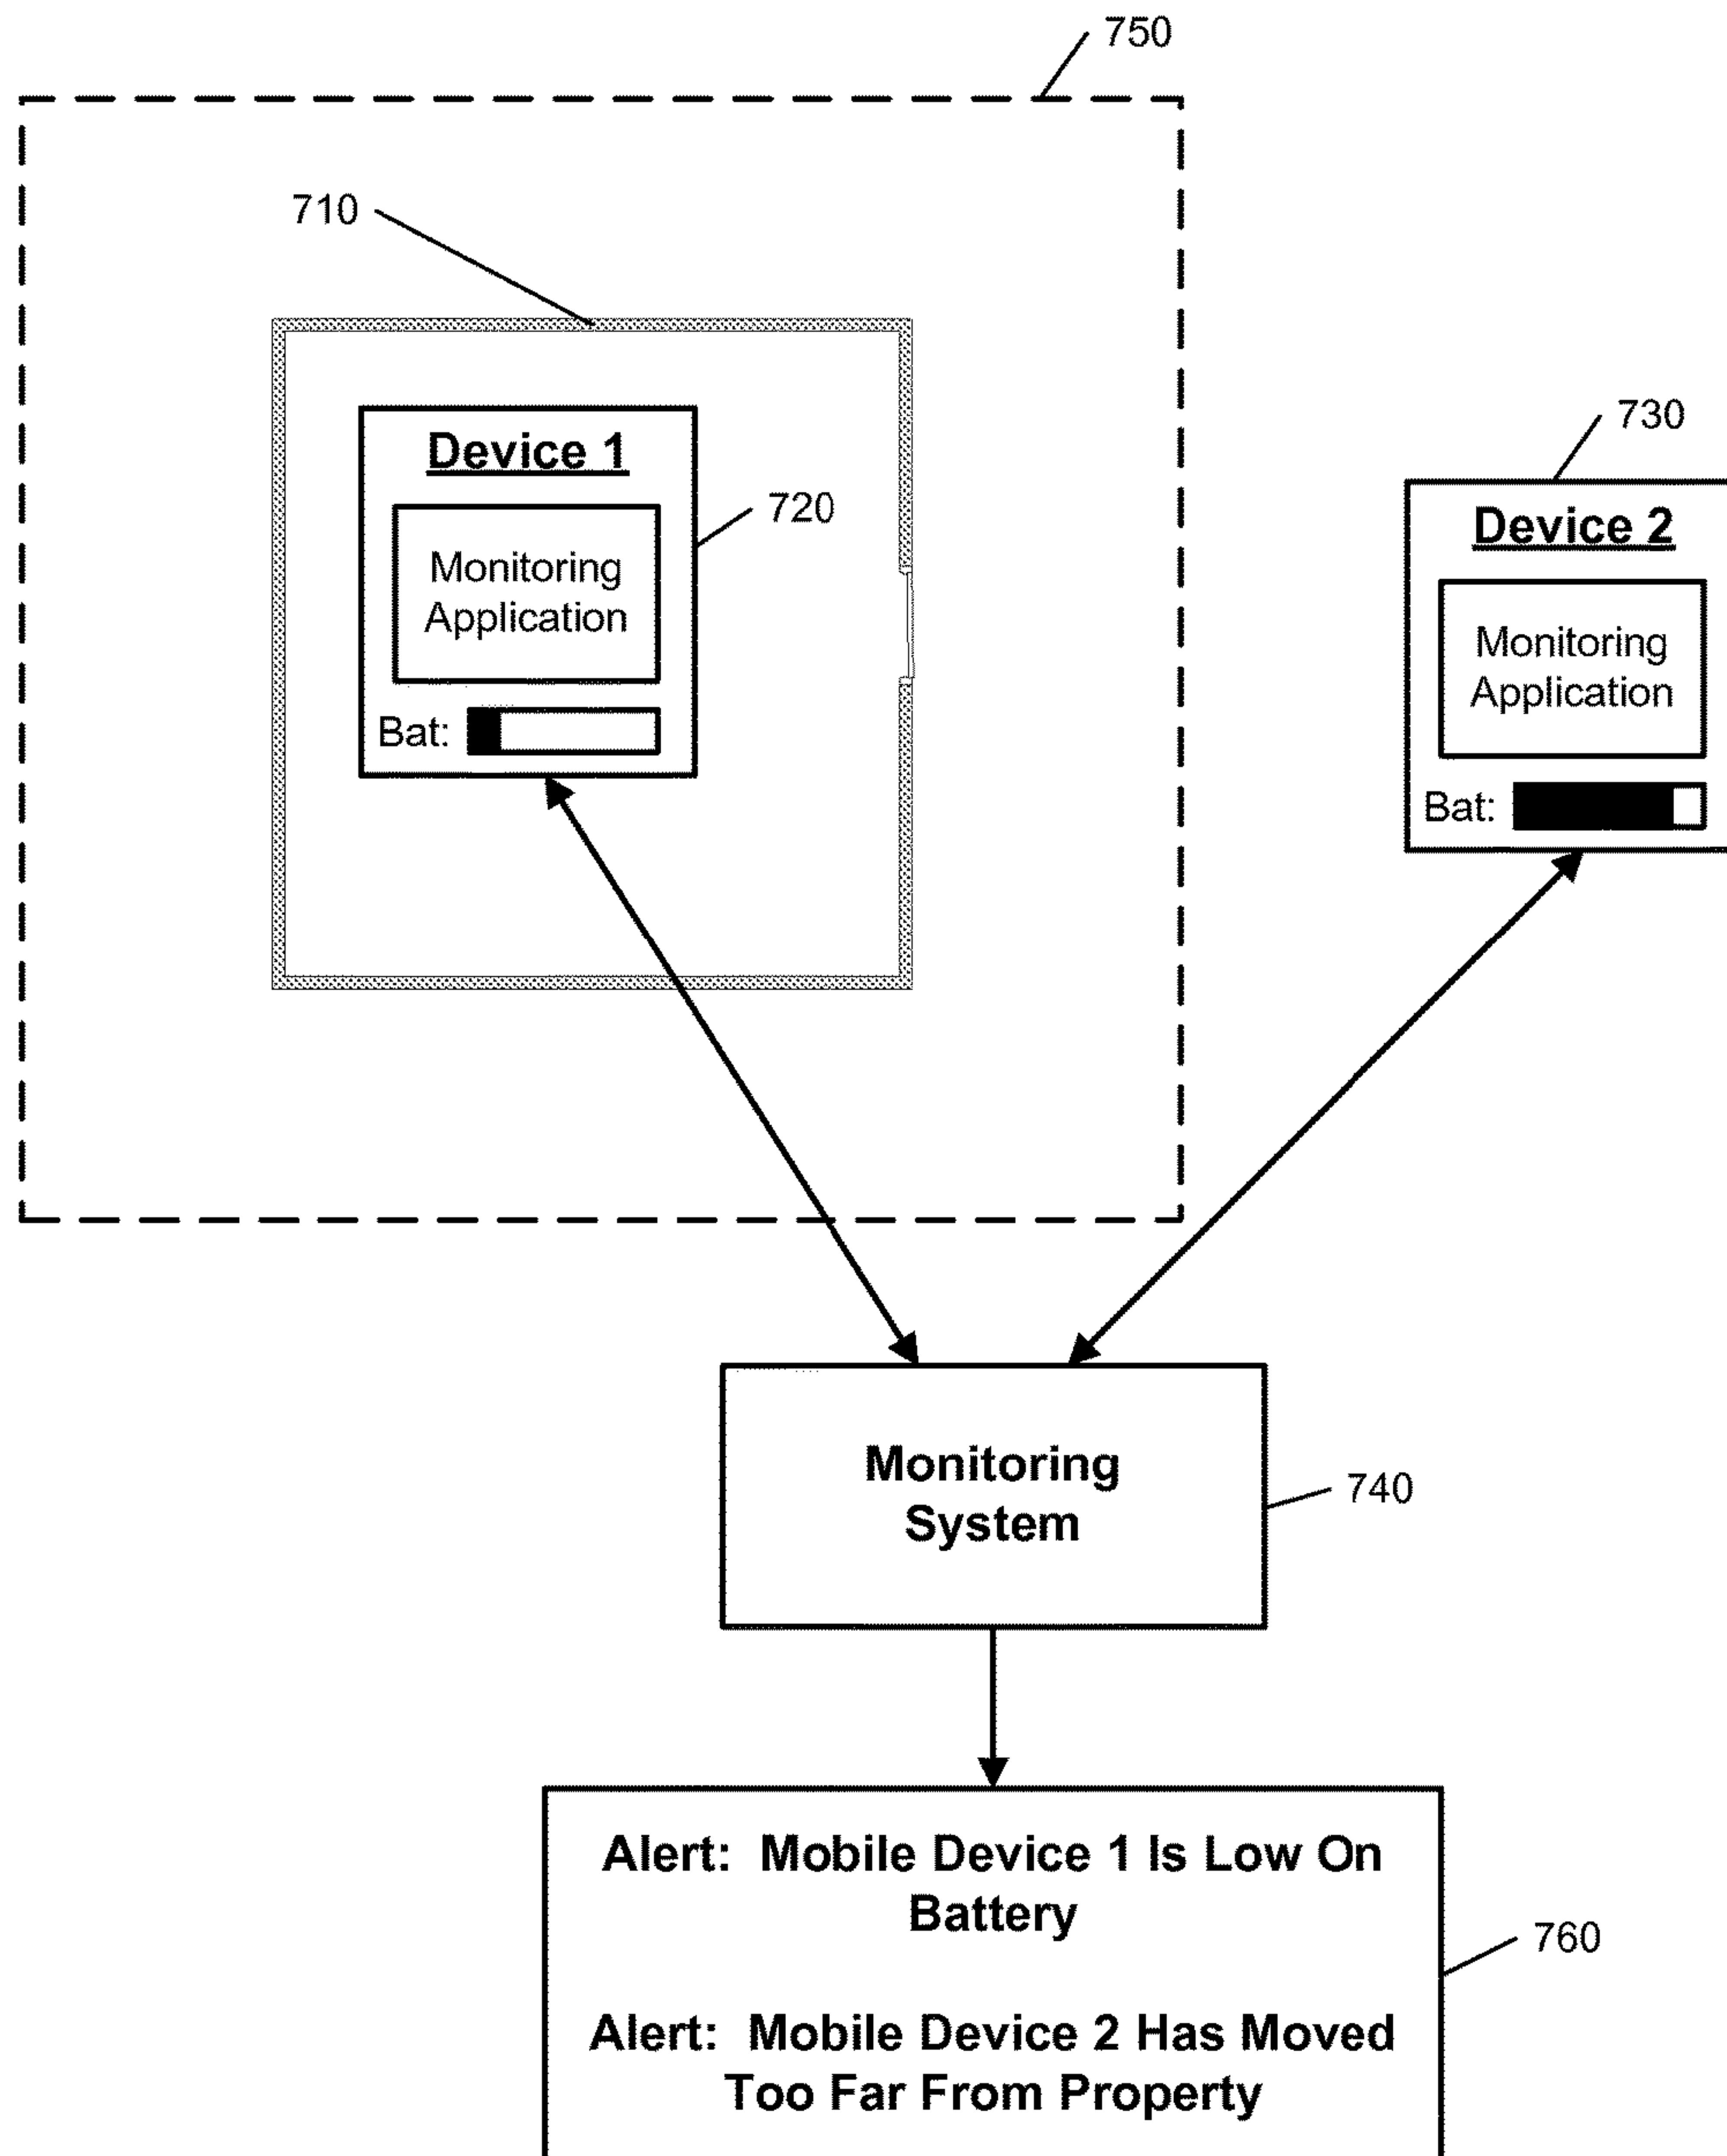 750
710
730
Device 1
720
Device 2
Monitoring
Application
Monitoring
Application
Bat:
Bat:
Monitoring
System
740
Alert: Mobile Device 1 Is Low On
Battery
760
Alert: Mobile Device 2 Has Moved
Too Far From Property